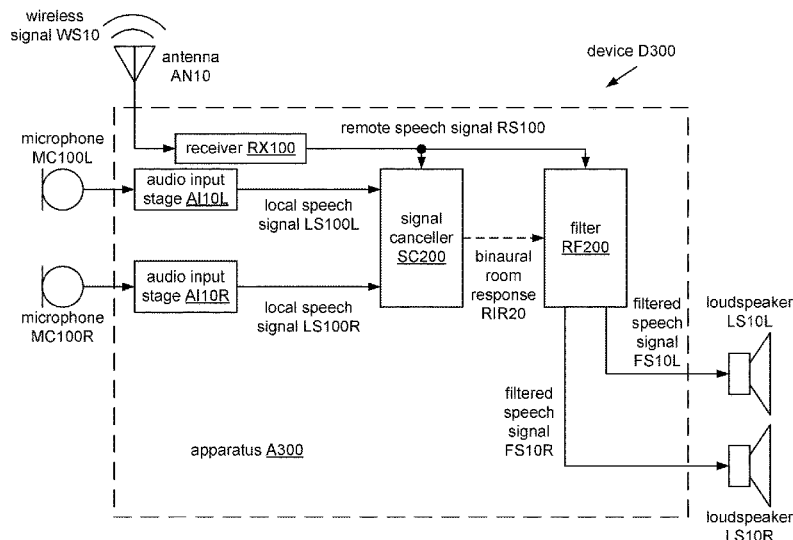 wireless
signal WS10
antenna
AN10
device D300
microphone
MC100L
receiver RX100
remote speech signal RS100
audio input
stage AI10L
local speech
signal LS100L
signal
canceller
SC200
filter
RF200
binaural
room
response
RIR20
audio input
stage AI10R
local speech
signal LS100R
microphone
MC100R
filtered
speech
signal
FS10L
loudspeaker
LS10L
filtered
speech
signal
FS10R
apparatus A300
loudspeaker
LS10R